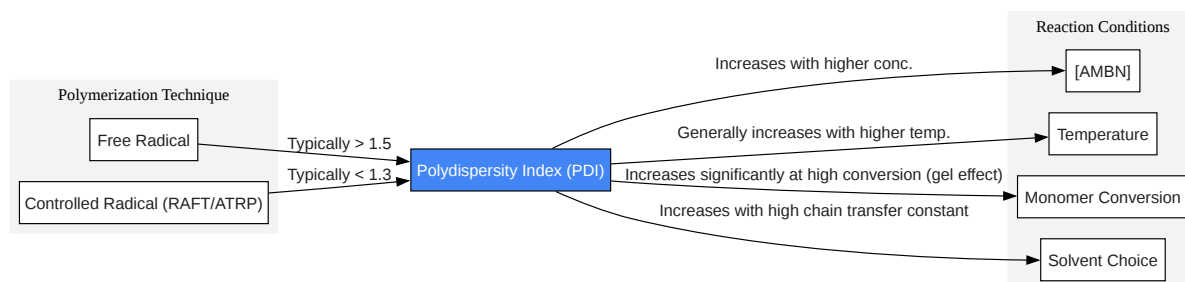 Polymerization Technique
Free Radical
Controlled Radical (RAFT/ATRP)
Typically > 1.5
Typically < 1.3
Polydispersity Index (PDI)
Increases with higher conc.
Generally increases with higher temp.
Increases significantly at high conversion (gel effect)
Increases with high chain transfer constant
Reaction Conditions
[AMBN]
Temperature
Monomer Conversion
Solvent Choice